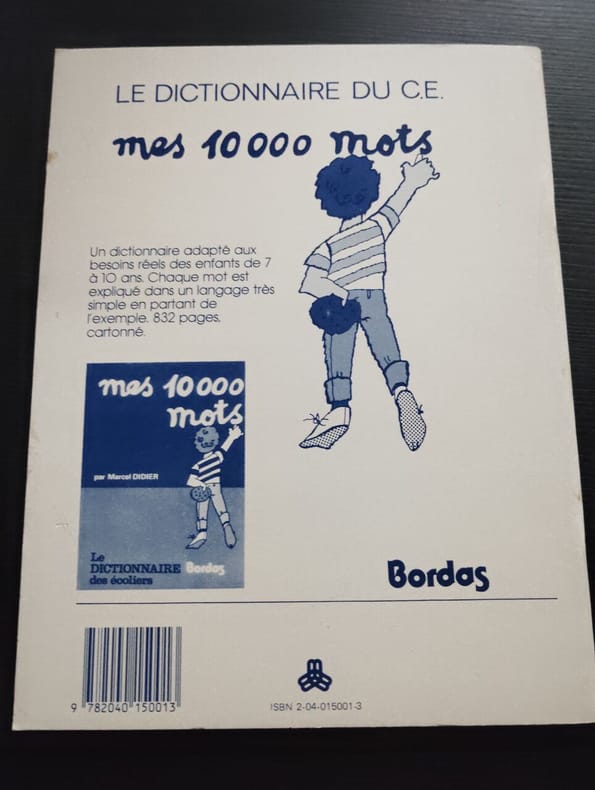 LE DICTIONNAIRE DU C.E.
mes 10 000 mots
Un dictionnaire adapté aux
besoins réels des enfants de 7
à 10 ans. Chaque mot est
expliqué dans un langage très
simple en partant de
l'exemple. 832 pages,
cartonné.
mes 10 000
mots
par Marcel DIDIER
Le
DICTIONNAIRE Bordas
des écoliers
Bordas
9 782040 150013
ISBN 2-04-015001-3